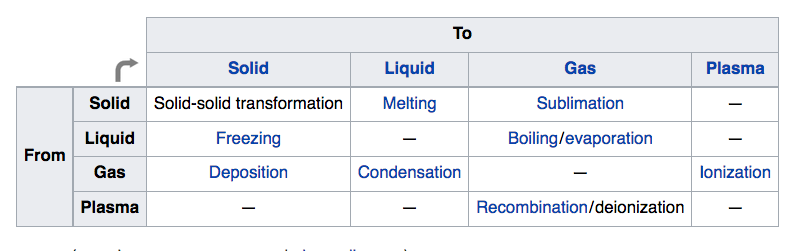 To
Solid Liquid Gas Plasma
Solid Solid-solid transformation Melting Sublimation —
Liquid Freezing — Boiling/evaporation —
From
Gas Deposition Condensation — Ionization
Plasma — — Recombination/deionization —